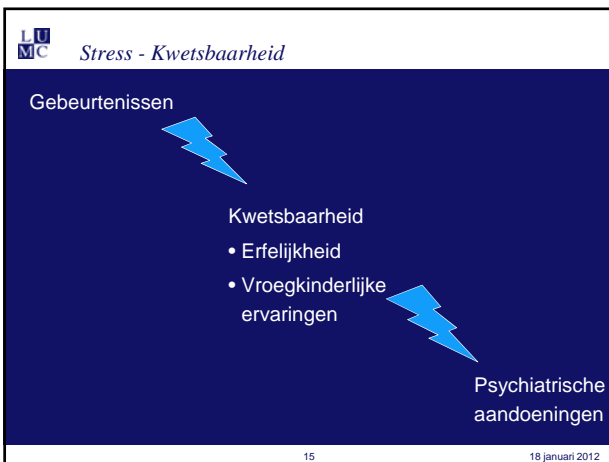 L U
M C
Stress - Kwetsbaarheid
Gebeurtenissen
Kwetsbaarheid
• Erfelijkheid
• Vroegkinderlijke
ervaringen
Psychiatrische
aandoeningen
15
18 januari 2012